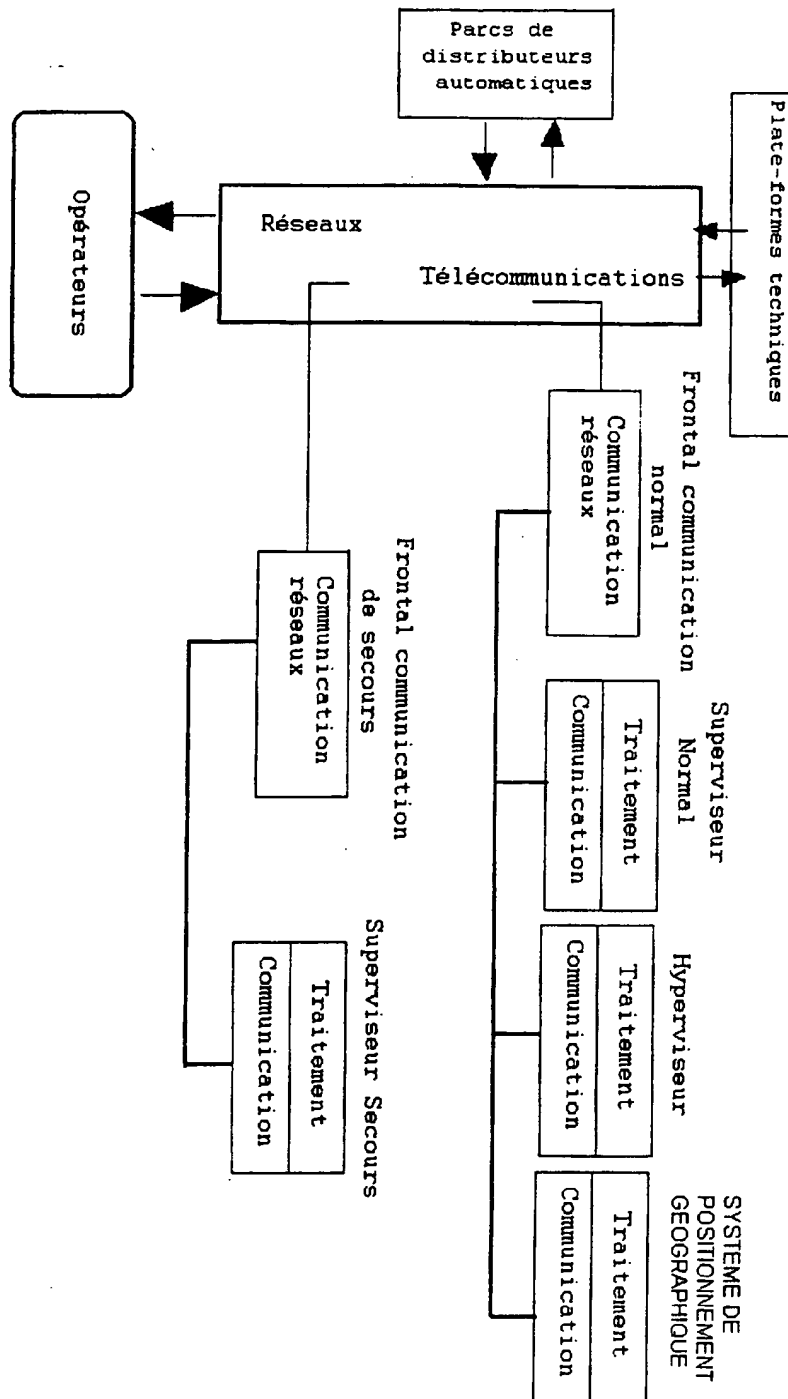 Parcs de
distributeurs
automatiques
Plate-formes techniques
Opérateurs
Réseaux
Télécommunications
Frontal communication
normal
Communication
réseaux
Superviseur
Normal
Traitement
Communication
Hyperviseur
Traitement
Communication
SYSTEME DE
POSITIONNEMENT
GEOGRAPHIQUE
Traitement
Communication
Frontal communication
de secours
Communication
réseaux
Superviseur Secours
Traitement
Communication